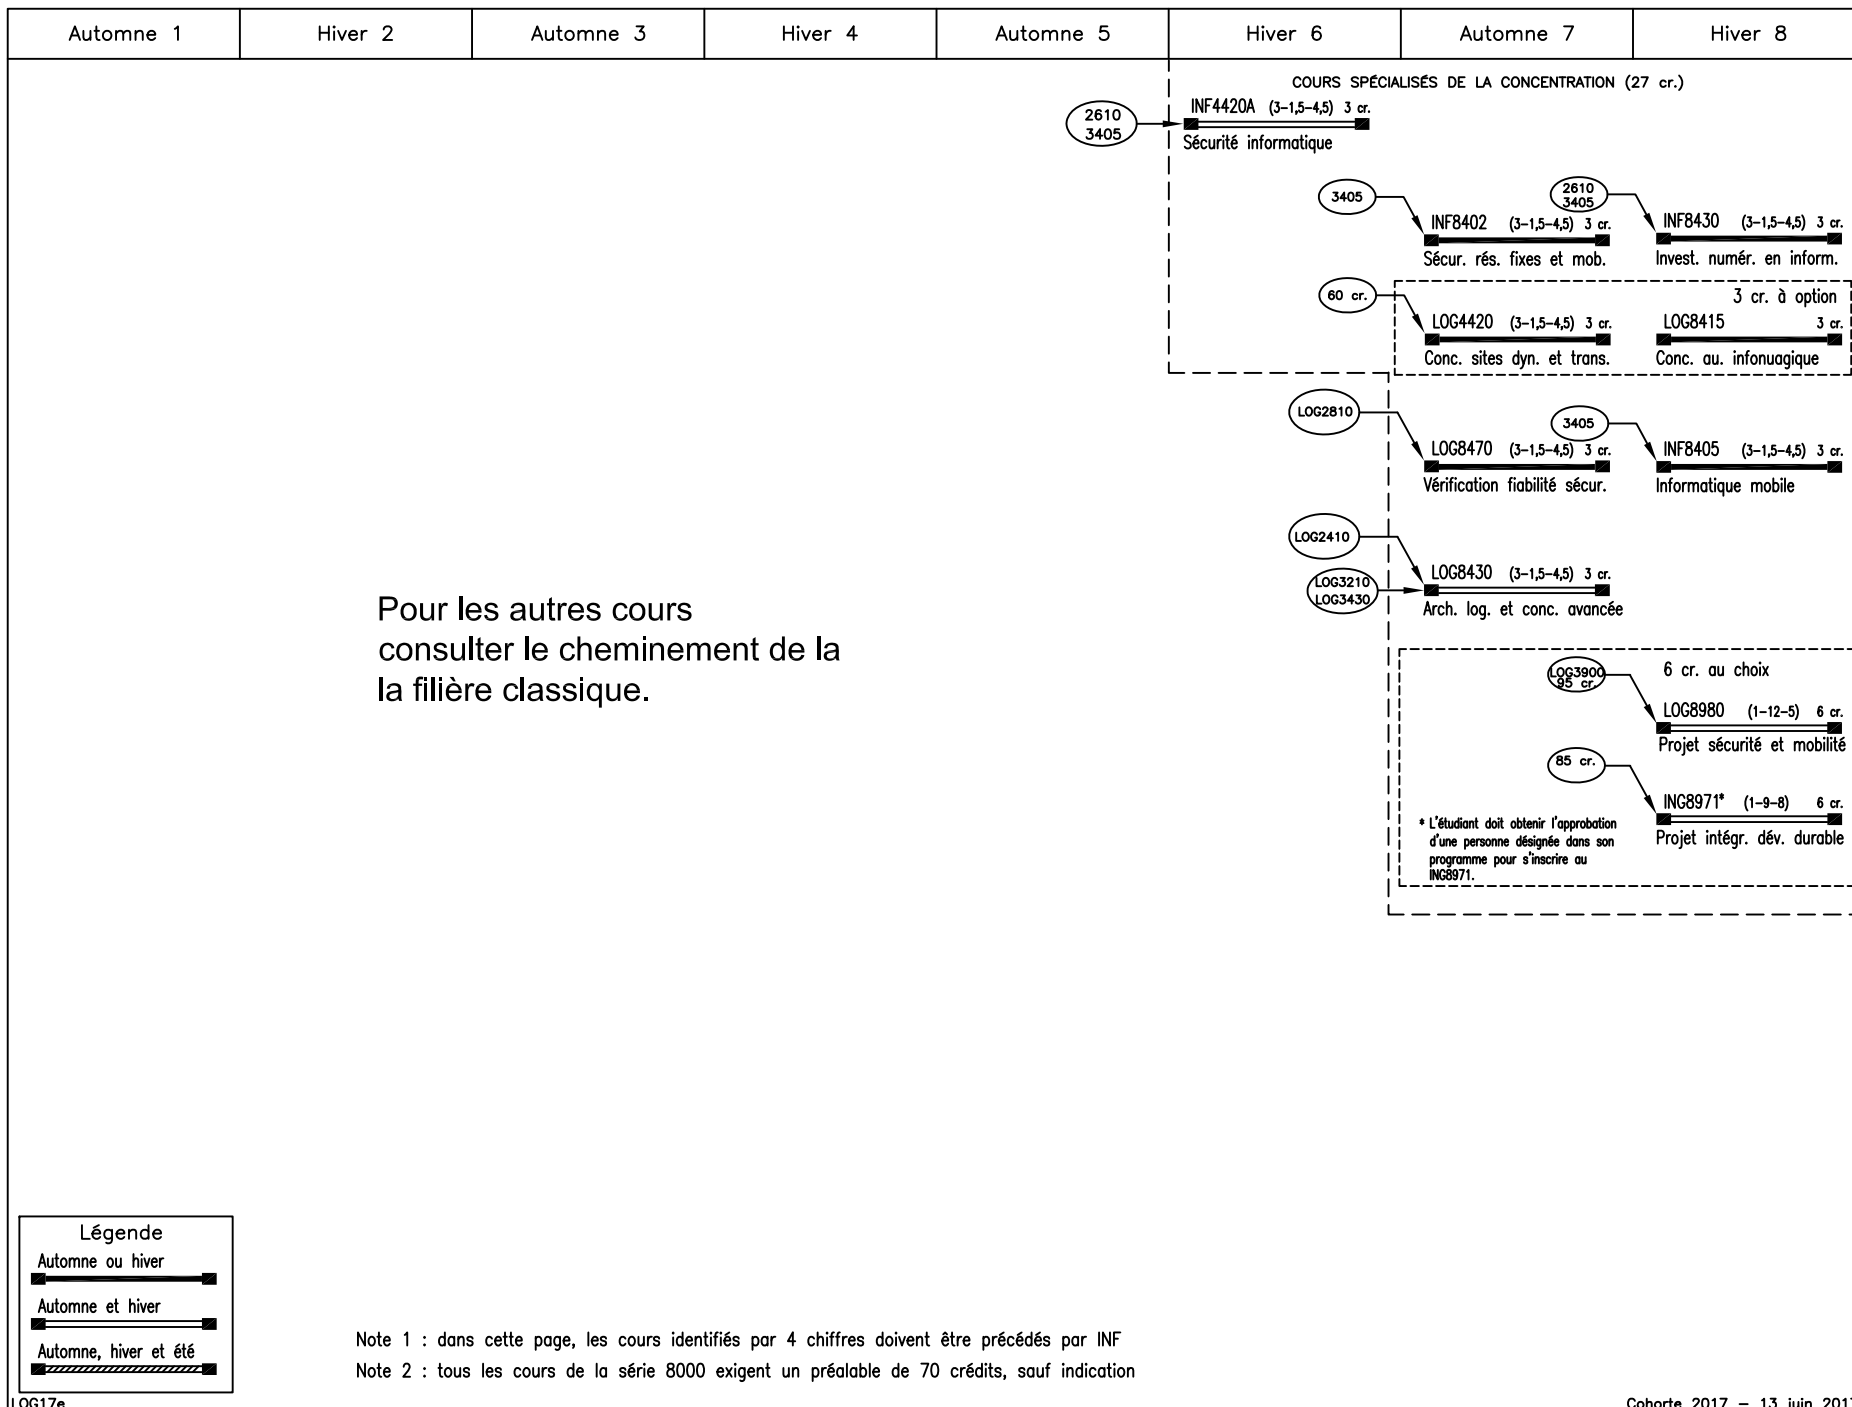 Automne 1
Hiver 2
Automne 3
Hiver 4
Automne 5
Hiver 6
Automne 7
Hiver 8
COURS SPÉCIALISÉS DE LA CONCENTRATION (27 cr.)
2610
3405
INF4420A (3-1,5-4,5) 3 cr.
Sécurité informatique
3405
INF8402 (3-1,5-4,5) 3 cr.
Sécur. rés. fixes et mob.
2610
3405
INF8430 (3-1,5-4,5) 3 cr.
Invest. numér. en inform.
3 cr. à option
60 cr.
LOG4420 (3-1,5-4,5) 3 cr.
Conc. sites dyn. et trans.
LOG8415 3 cr.
Conc. au. infonuagique
LOG2810
LOG8470 (3-1,5-4,5) 3 cr.
Vérification fiabilité sécur.
3405
INF8405 (3-1,5-4,5) 3 cr.
Informatique mobile
LOG2410
LOG3210
LOG3430
LOG8430 (3-1,5-4,5) 3 cr.
Arch. log. et conc. avancée
Pour les autres cours
consulter le cheminement de la
la filière classique.
6 cr. au choix
LOG3900
95 cr.
LOG8980 (1-12-5) 6 cr.
Projet sécurité et mobilité
85 cr.
ING8971* (1-9-8) 6 cr.
Projet intégr. dév. durable
* L'étudiant doit obtenir l'approbation
d'une personne désignée dans son
programme pour s'inscrire au
ING8971.
Légende
Automne ou hiver
Automne et hiver
Automne, hiver et été
Note 1 : dans cette page, les cours identifiés par 4 chiffres doivent être précédés par INF
Note 2 : tous les cours de la série 8000 exigent un préalable de 70 crédits, sauf indication
LOG17e
Cohorte 2017 - 13 juin 2017